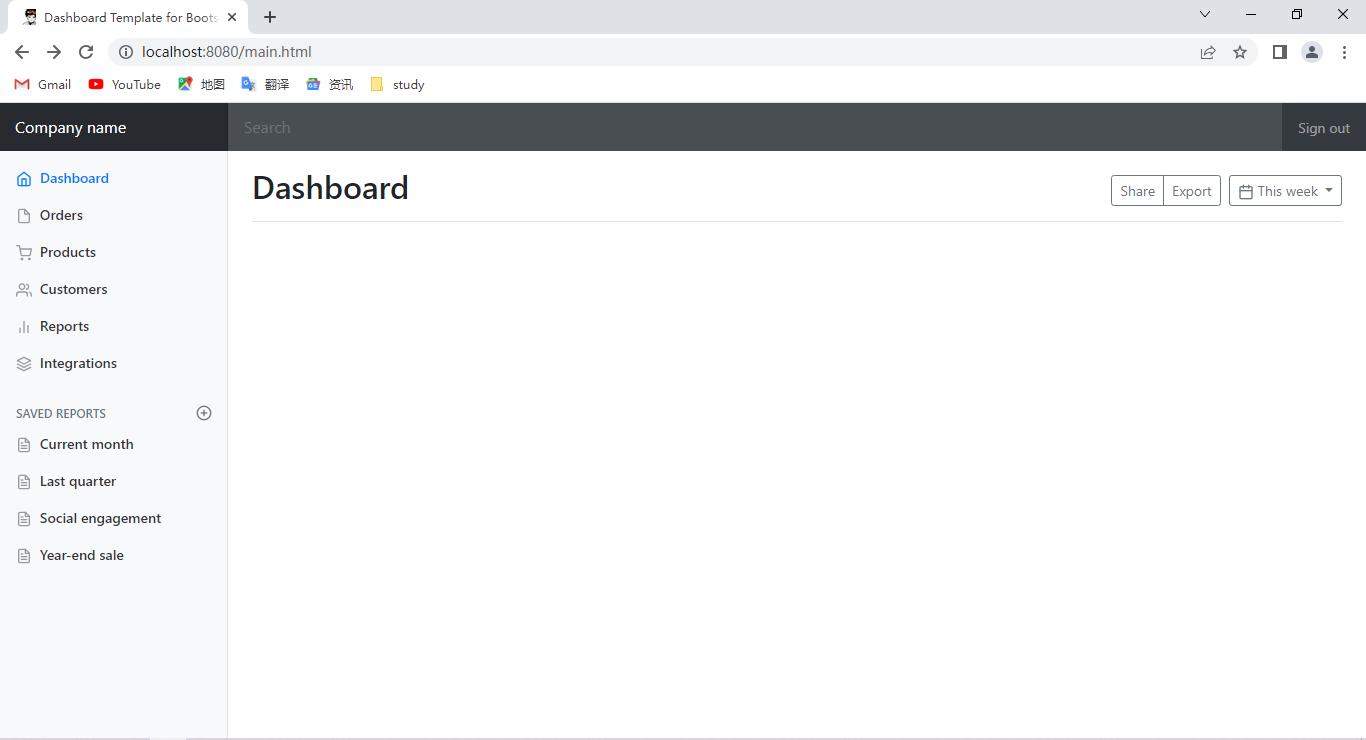 Dashboard Template for Boots
localhost:8080/main.html
Gmail YouTube 地图 翻译 资讯 study
Company name Search Sign out
Dashboard
Orders
Products
Customers
Reports
Integrations
SAVED REPORTS
Current month
Last quarter
Social engagement
Year-end sale
Dashboard
Share Export This week